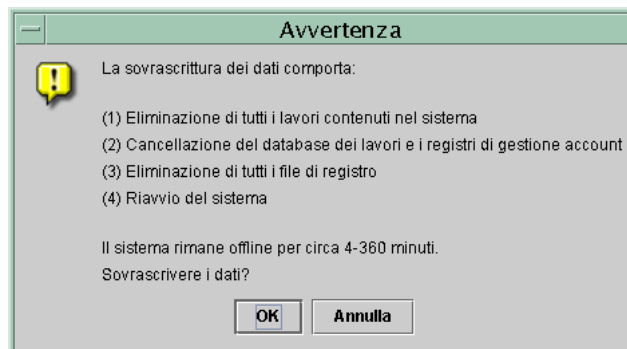 Avvertenza
La sovrascrittura dei dati comporta:
(1) Eliminazione di tutti i lavori contenuti nel sistema
(2) Cancellazione del database dei lavori e i registri di gestione account
(3) Eliminazione di tutti i file di registro
(4) Riavvio del sistema
Il sistema rimane offline per circa 4-360 minuti.
Sovrascrivere i dati?
OK Annulla